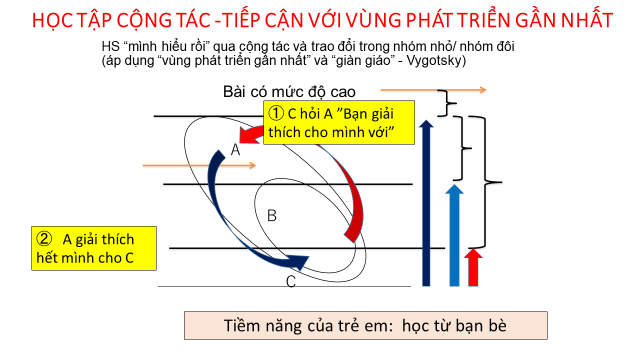 HỌC TẬP CỘNG TÁC -TIẾP CẬN VỚI VÙNG PHÁT TRIỂN GẦN NHẤT
HS “mình hiểu rồi” qua cộng tác và trao đổi trong nhóm nhỏ/ nhóm đôi
(áp dụng “vùng phát triển gần nhất” và “giàn giáo” - Vygotsky)
Bài có mức độ cao
① C hỏi A ”Bạn giải
thích cho mình với”
A
B
② A giải thích
hết mình cho C
C
Tiềm năng của trẻ em: học từ bạn bè